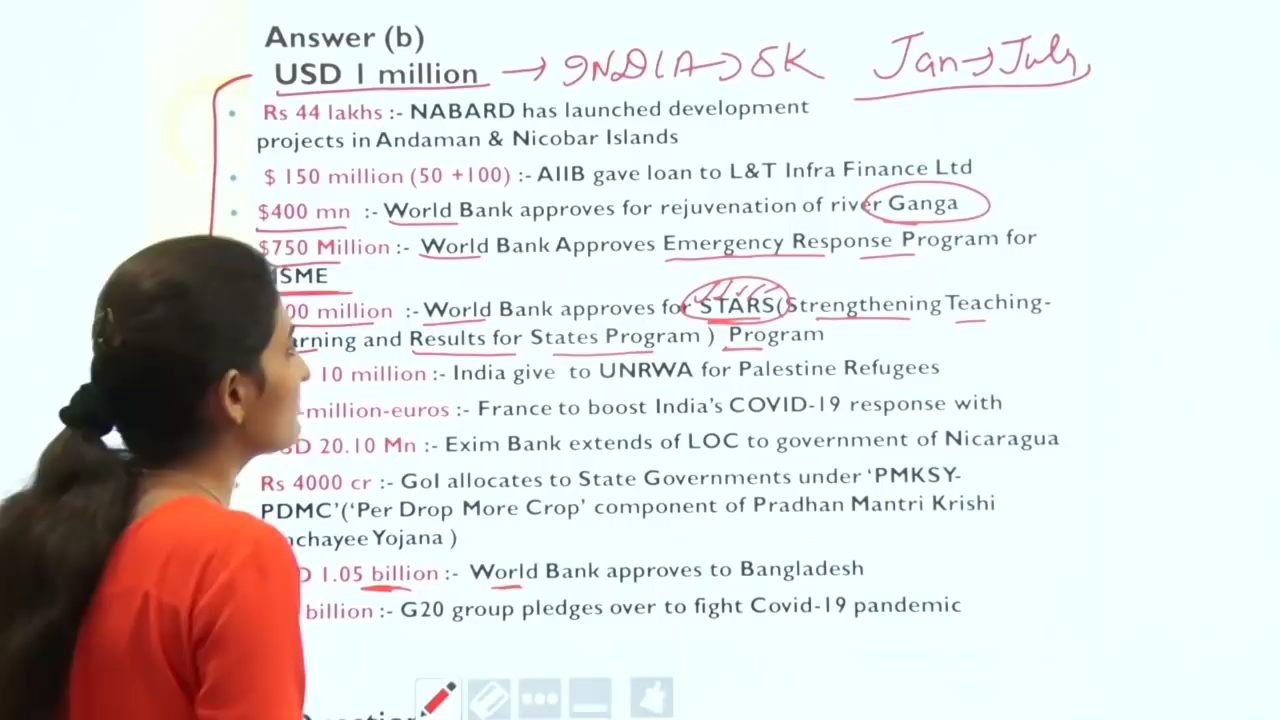 Answer (b)
USD 1 million → INDIA → SK Jan → July
• Rs 44 lakhs :- NABARD has launched development
projects in Andaman & Nicobar Islands
• $ 150 million (50 +100) :- AIIB gave loan to L&T Infra Finance Ltd
• $400 mn :- World Bank approves for rejuvenation of river Ganga
$750 Million :- World Bank Approves Emergency Response Program for
SME
00 million :- World Bank approves for STARS(Strengthening Teaching-
rning and Results for States Program ) Program
10 million :- India give to UNRWA for Palestine Refugees
-million-euros :- France to boost India's COVID-19 response with
D 20.10 Mn :- Exim Bank extends of LOC to government of Nicaragua
• Rs 4000 cr :- GoI allocates to State Governments under 'PMKSY-
PDMC'('Per Drop More Crop' component of Pradhan Mantri Krishi
chayee Yojana )
D 1.05 billion :- World Bank approves to Bangladesh
billion :- G20 group pledges over to fight Covid-19 pandemic